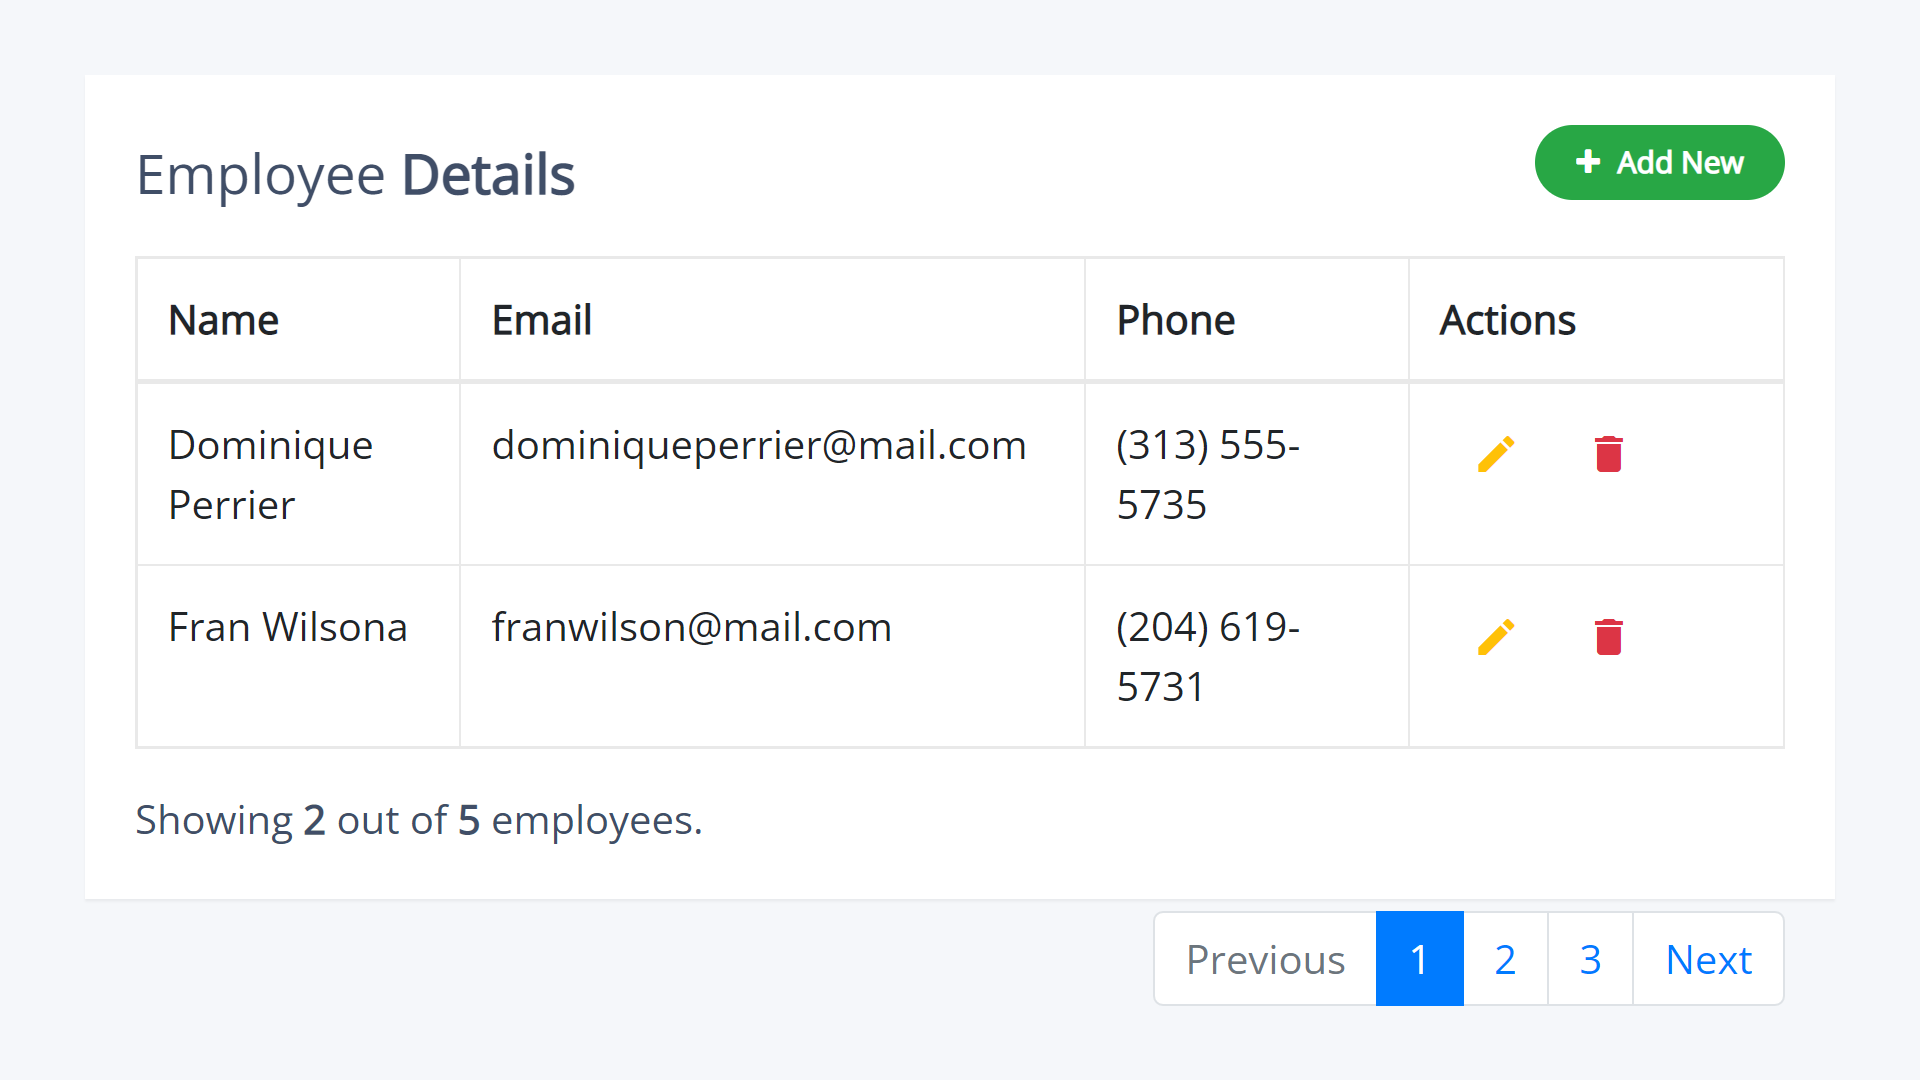 Employee Details
Add New
Name Email Phone Actions
Dominique dominiqueperrier@mail.com (313) 555-
Perrier 5735
Fran Wilsona franwilson@mail.com (204) 619-
5731
Showing 2 out of 5 employees.
Previous 1 2 3 Next